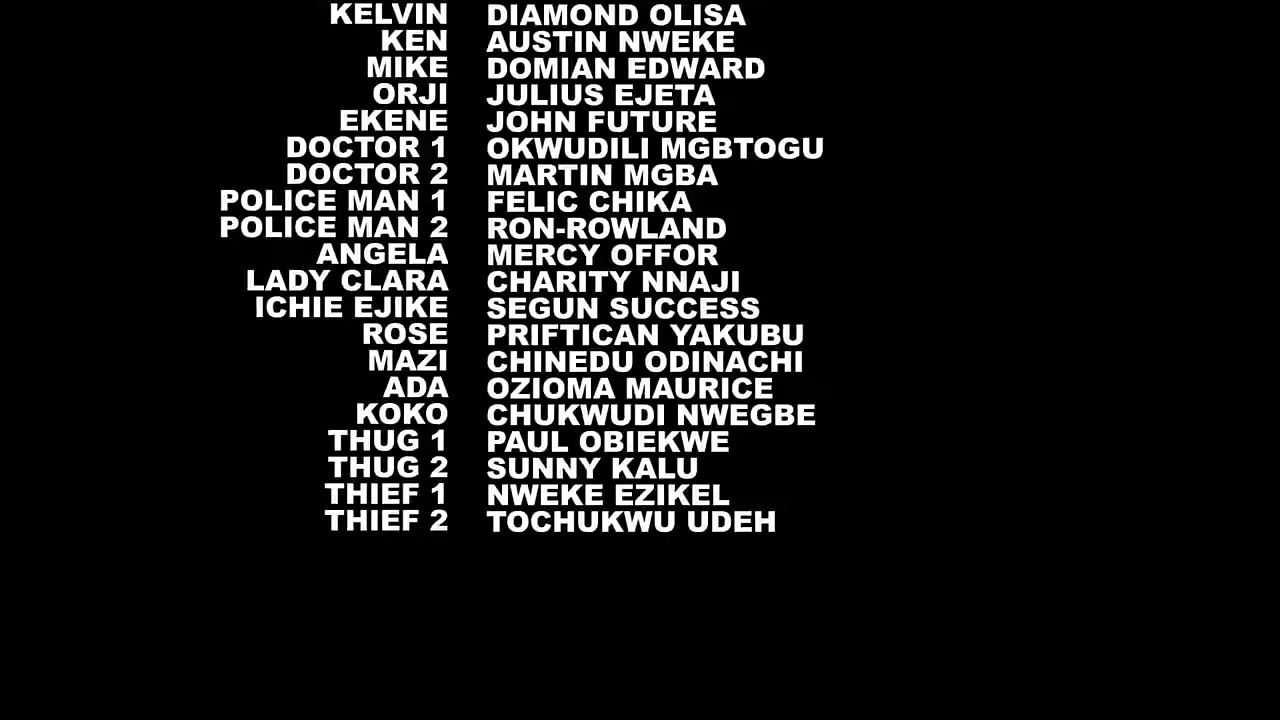 KELVIN DIAMOND OLISA
KEN AUSTIN NWEKE
MIKE DOMIAN EDWARD
ORJI JULIUS EJETA
EKENE JOHN FUTURE
DOCTOR 1 OKWUDILI MGBTOGU
DOCTOR 2 MARTIN MGBA
POLICE MAN 1 FELIC CHIKA
POLICE MAN 2 RON-ROWLAND
ANGELA MERCY OFFOR
LADY CLARA CHARITY NNAJI
ICHIE EJIKE SEGUN SUCCESS
ROSE PRIFTICAN YAKUBU
MAZI CHINEDU ODINACHI
ADA OZIOMA MAURICE
KOKO CHUKWUDI NWEGBE
THUG 1 PAUL OBIEKWE
THUG 2 SUNNY KALU
THIEF 1 NWEKE EZIKEL
THIEF 2 TOCHUKWU UDEH